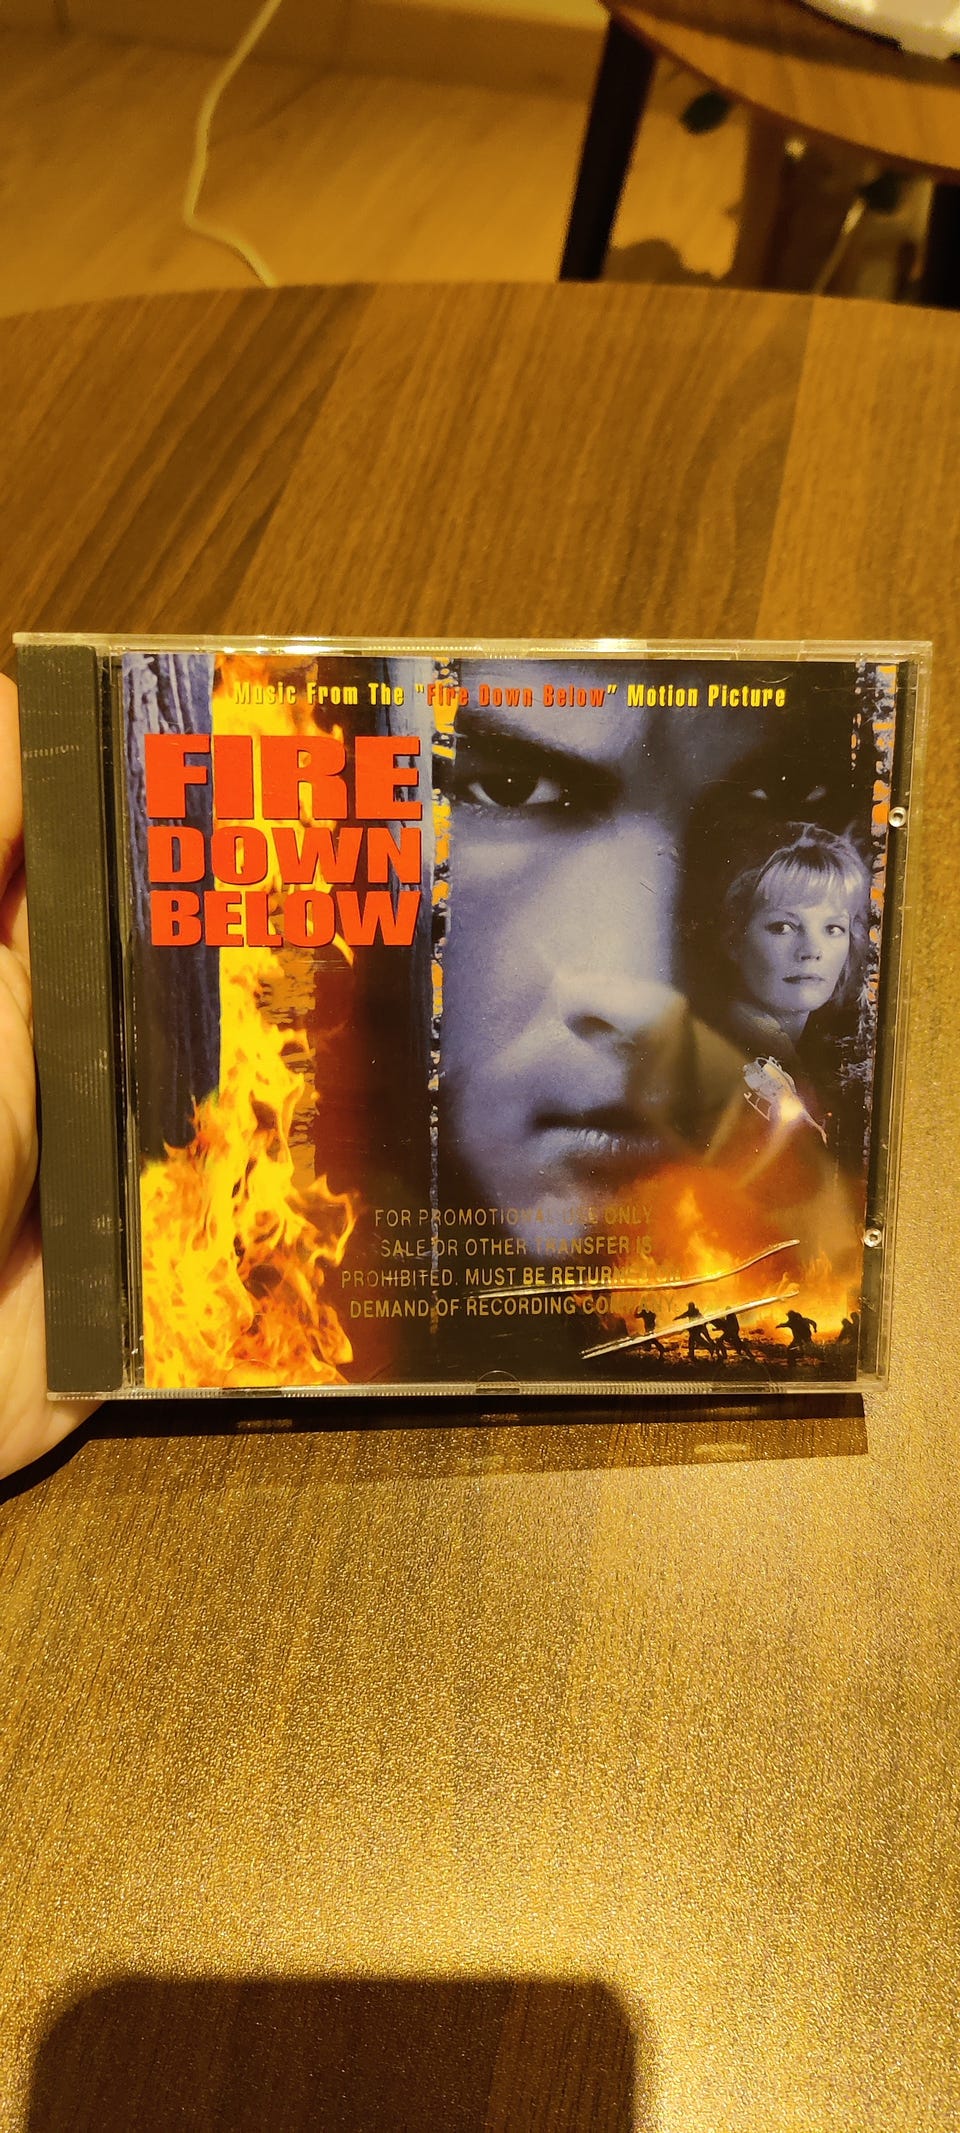 Music From The "Fire Down Below" Motion Picture
FIRE
DOWN
BELOW
FOR PROMOTIONAL USE ONLY
SALE OR OTHER TRANSFER IS
PROHIBITED. MUST BE RETURNED ON
DEMAND OF RECORDING COMPANY.